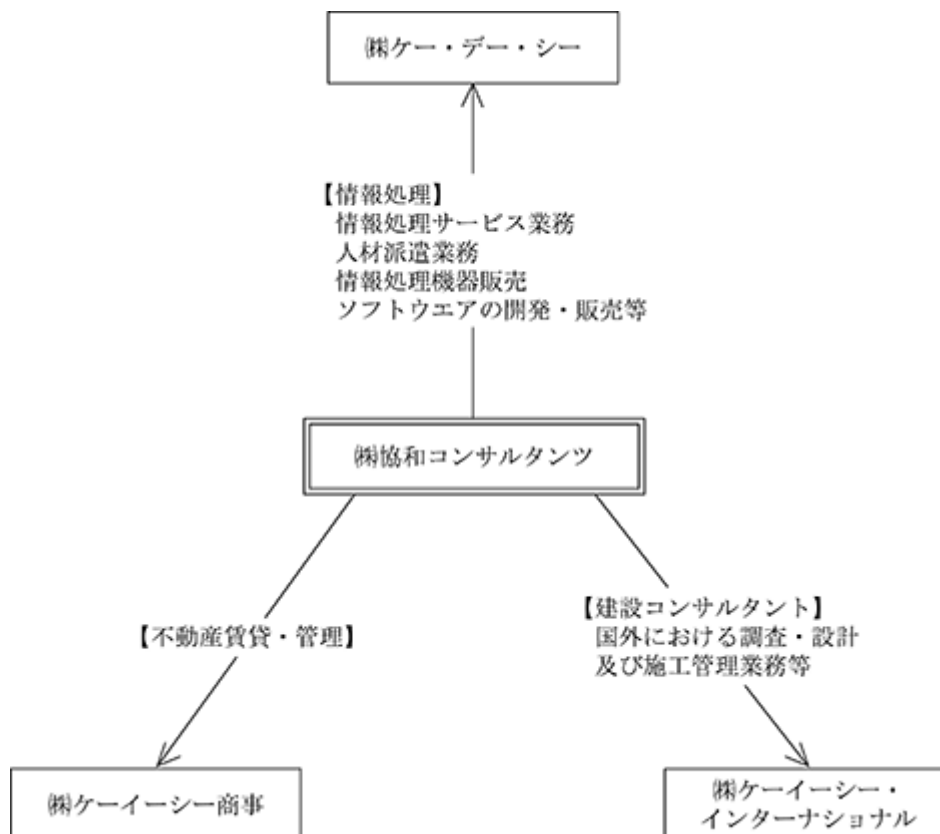 ㈱ケー・デー・シー
【情報処理】
情報処理サービス業務
人材派遣業務
情報処理機器販売
ソフトウエアの開発・販売等
㈱協和コンサルタンツ
【不動産賃貸・管理】
【建設コンサルタント】
国外における調査・設計
及び施工管理業務等
㈱ケーイーシー商事
㈱ケーイーシー・
インターナショナル